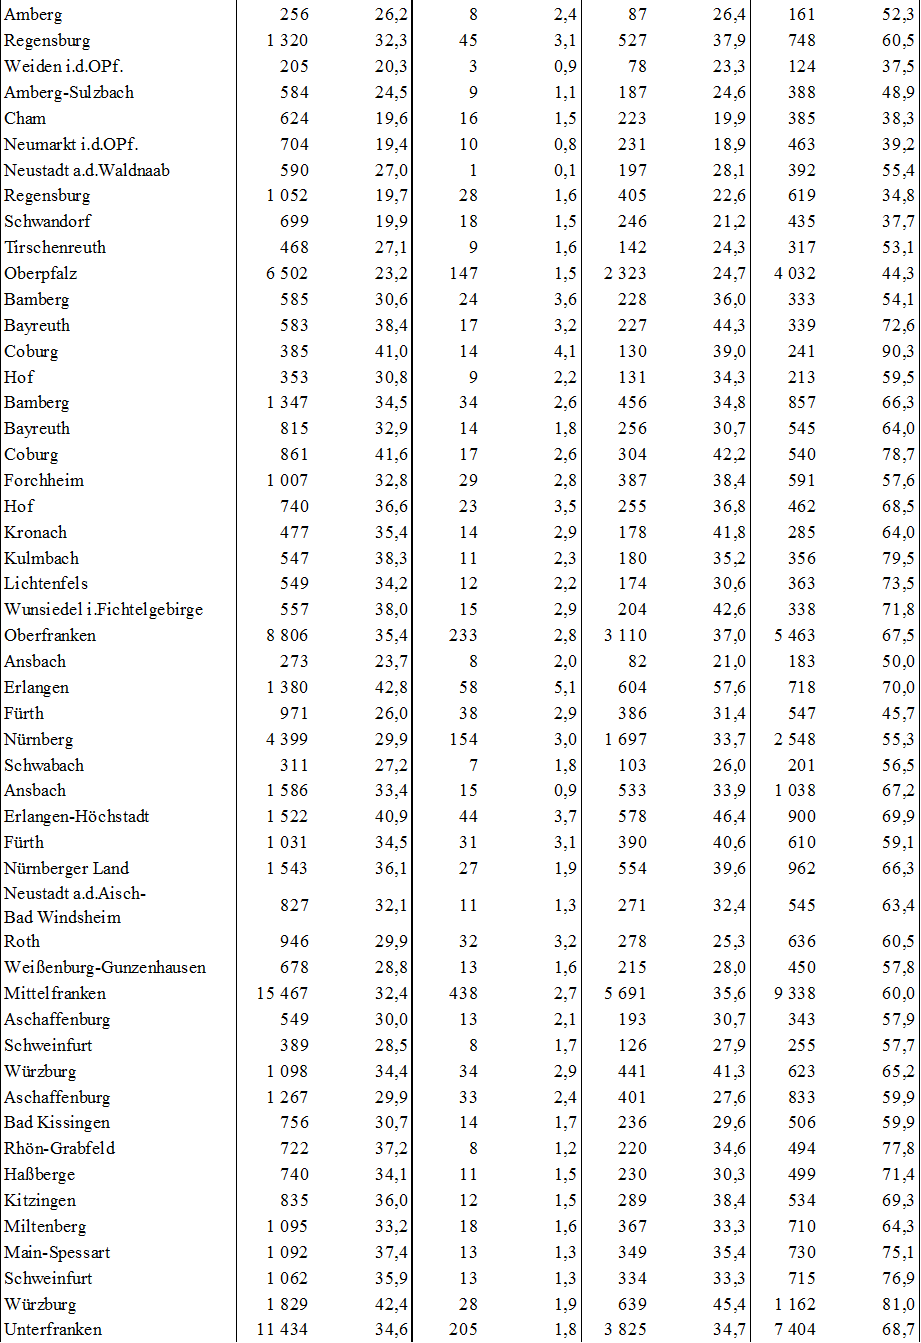 Amberg 256 26,2 8 2,4 87 26,4 161 52,3
Regensburg 1 320 32,3 45 3,1 527 37,9 748 60,5
Weiden i.d.OPf. 205 20,3 3 0,9 78 23,3 124 37,5
Amberg-Sulzbach 584 24,5 9 1,1 187 24,6 388 48,9
Cham 624 19,6 16 1,5 223 19,9 385 38,3
Neumarkt i.d.OPf. 704 19,4 10 0,8 231 18,9 463 39,2
Neustadt a.d.Waldnaab 590 27,0 1 0,1 197 28,1 392 55,4
Regensburg 1 052 19,7 28 1,6 405 22,6 619 34,8
Schwandorf 699 19,9 18 1,5 246 21,2 435 37,7
Tirschenreuth 468 27,1 9 1,6 142 24,3 317 53,1
Oberpfalz 6 502 23,2 147 1,5 2 323 24,7 4 032 44,3
Bamberg 585 30,6 24 3,6 228 36,0 333 54,1
Bayreuth 583 38,4 17 3,2 227 44,3 339 72,6
Coburg 385 41,0 14 4,1 130 39,0 241 90,3
Hof 353 30,8 9 2,2 131 34,3 213 59,5
Bamberg 1 347 34,5 34 2,6 456 34,8 857 66,3
Bayreuth 815 32,9 14 1,8 256 30,7 545 64,0
Coburg 861 41,6 17 2,6 304 42,2 540 78,7
Forchheim 1 007 32,8 29 2,8 387 38,4 591 57,6
Hof 740 36,6 23 3,5 255 36,8 462 68,5
Kronach 477 35,4 14 2,9 178 41,8 285 64,0
Kulmbach 547 38,3 11 2,3 180 35,2 356 79,5
Lichtenfels 549 34,2 12 2,2 174 30,6 363 73,5
Wunsiedel i.Fichtelgebirge 557 38,0 15 2,9 204 42,6 338 71,8
Oberfranken 8 806 35,4 233 2,8 3 110 37,0 5 463 67,5
Ansbach 273 23,7 8 2,0 82 21,0 183 50,0
Erlangen 1 380 42,8 58 5,1 604 57,6 718 70,0
Fürth 971 26,0 38 2,9 386 31,4 547 45,7
Nürnberg 4 399 29,9 154 3,0 1 697 33,7 2 548 55,3
Schwabach 311 27,2 7 1,8 103 26,0 201 56,5
Ansbach 1 586 33,4 15 0,9 533 33,9 1 038 67,2
Erlangen-Höchstadt 1 522 40,9 44 3,7 578 46,4 900 69,9
Fürth 1 031 34,5 31 3,1 390 40,6 610 59,1
Nürnberger Land 1 543 36,1 27 1,9 554 39,6 962 66,3
Neustadt a.d.Aisch-
Bad Windsheim 827 32,1 11 1,3 271 32,4 545 63,4
Roth 946 29,9 32 3,2 278 25,3 636 60,5
Weißenburg-Gunzenhausen 678 28,8 13 1,6 215 28,0 450 57,8
Mittelfranken 15 467 32,4 438 2,7 5 691 35,6 9 338 60,0
Aschaffenburg 549 30,0 13 2,1 193 30,7 343 57,9
Schweinfurt 389 28,5 8 1,7 126 27,9 255 57,7
Würzburg 1 098 34,4 34 2,9 441 41,3 623 65,2
Aschaffenburg 1 267 29,9 33 2,4 401 27,6 833 59,9
Bad Kissingen 756 30,7 14 1,7 236 29,6 506 59,9
Rhön-Grabfeld 722 37,2 8 1,2 220 34,6 494 77,8
Haßberge 740 34,1 11 1,5 230 30,3 499 71,4
Kitzingen 835 36,0 12 1,5 289 38,4 534 69,3
Miltenberg 1 095 33,2 18 1,6 367 33,3 710 64,3
Main-Spessart 1 092 37,4 13 1,3 349 35,4 730 75,1
Schweinfurt 1 062 35,9 13 1,3 334 33,3 715 76,9
Würzburg 1 829 42,4 28 1,9 639 45,4 1 162 81,0
Unterfranken 11 434 34,6 205 1,8 3 825 34,7 7 404 68,7